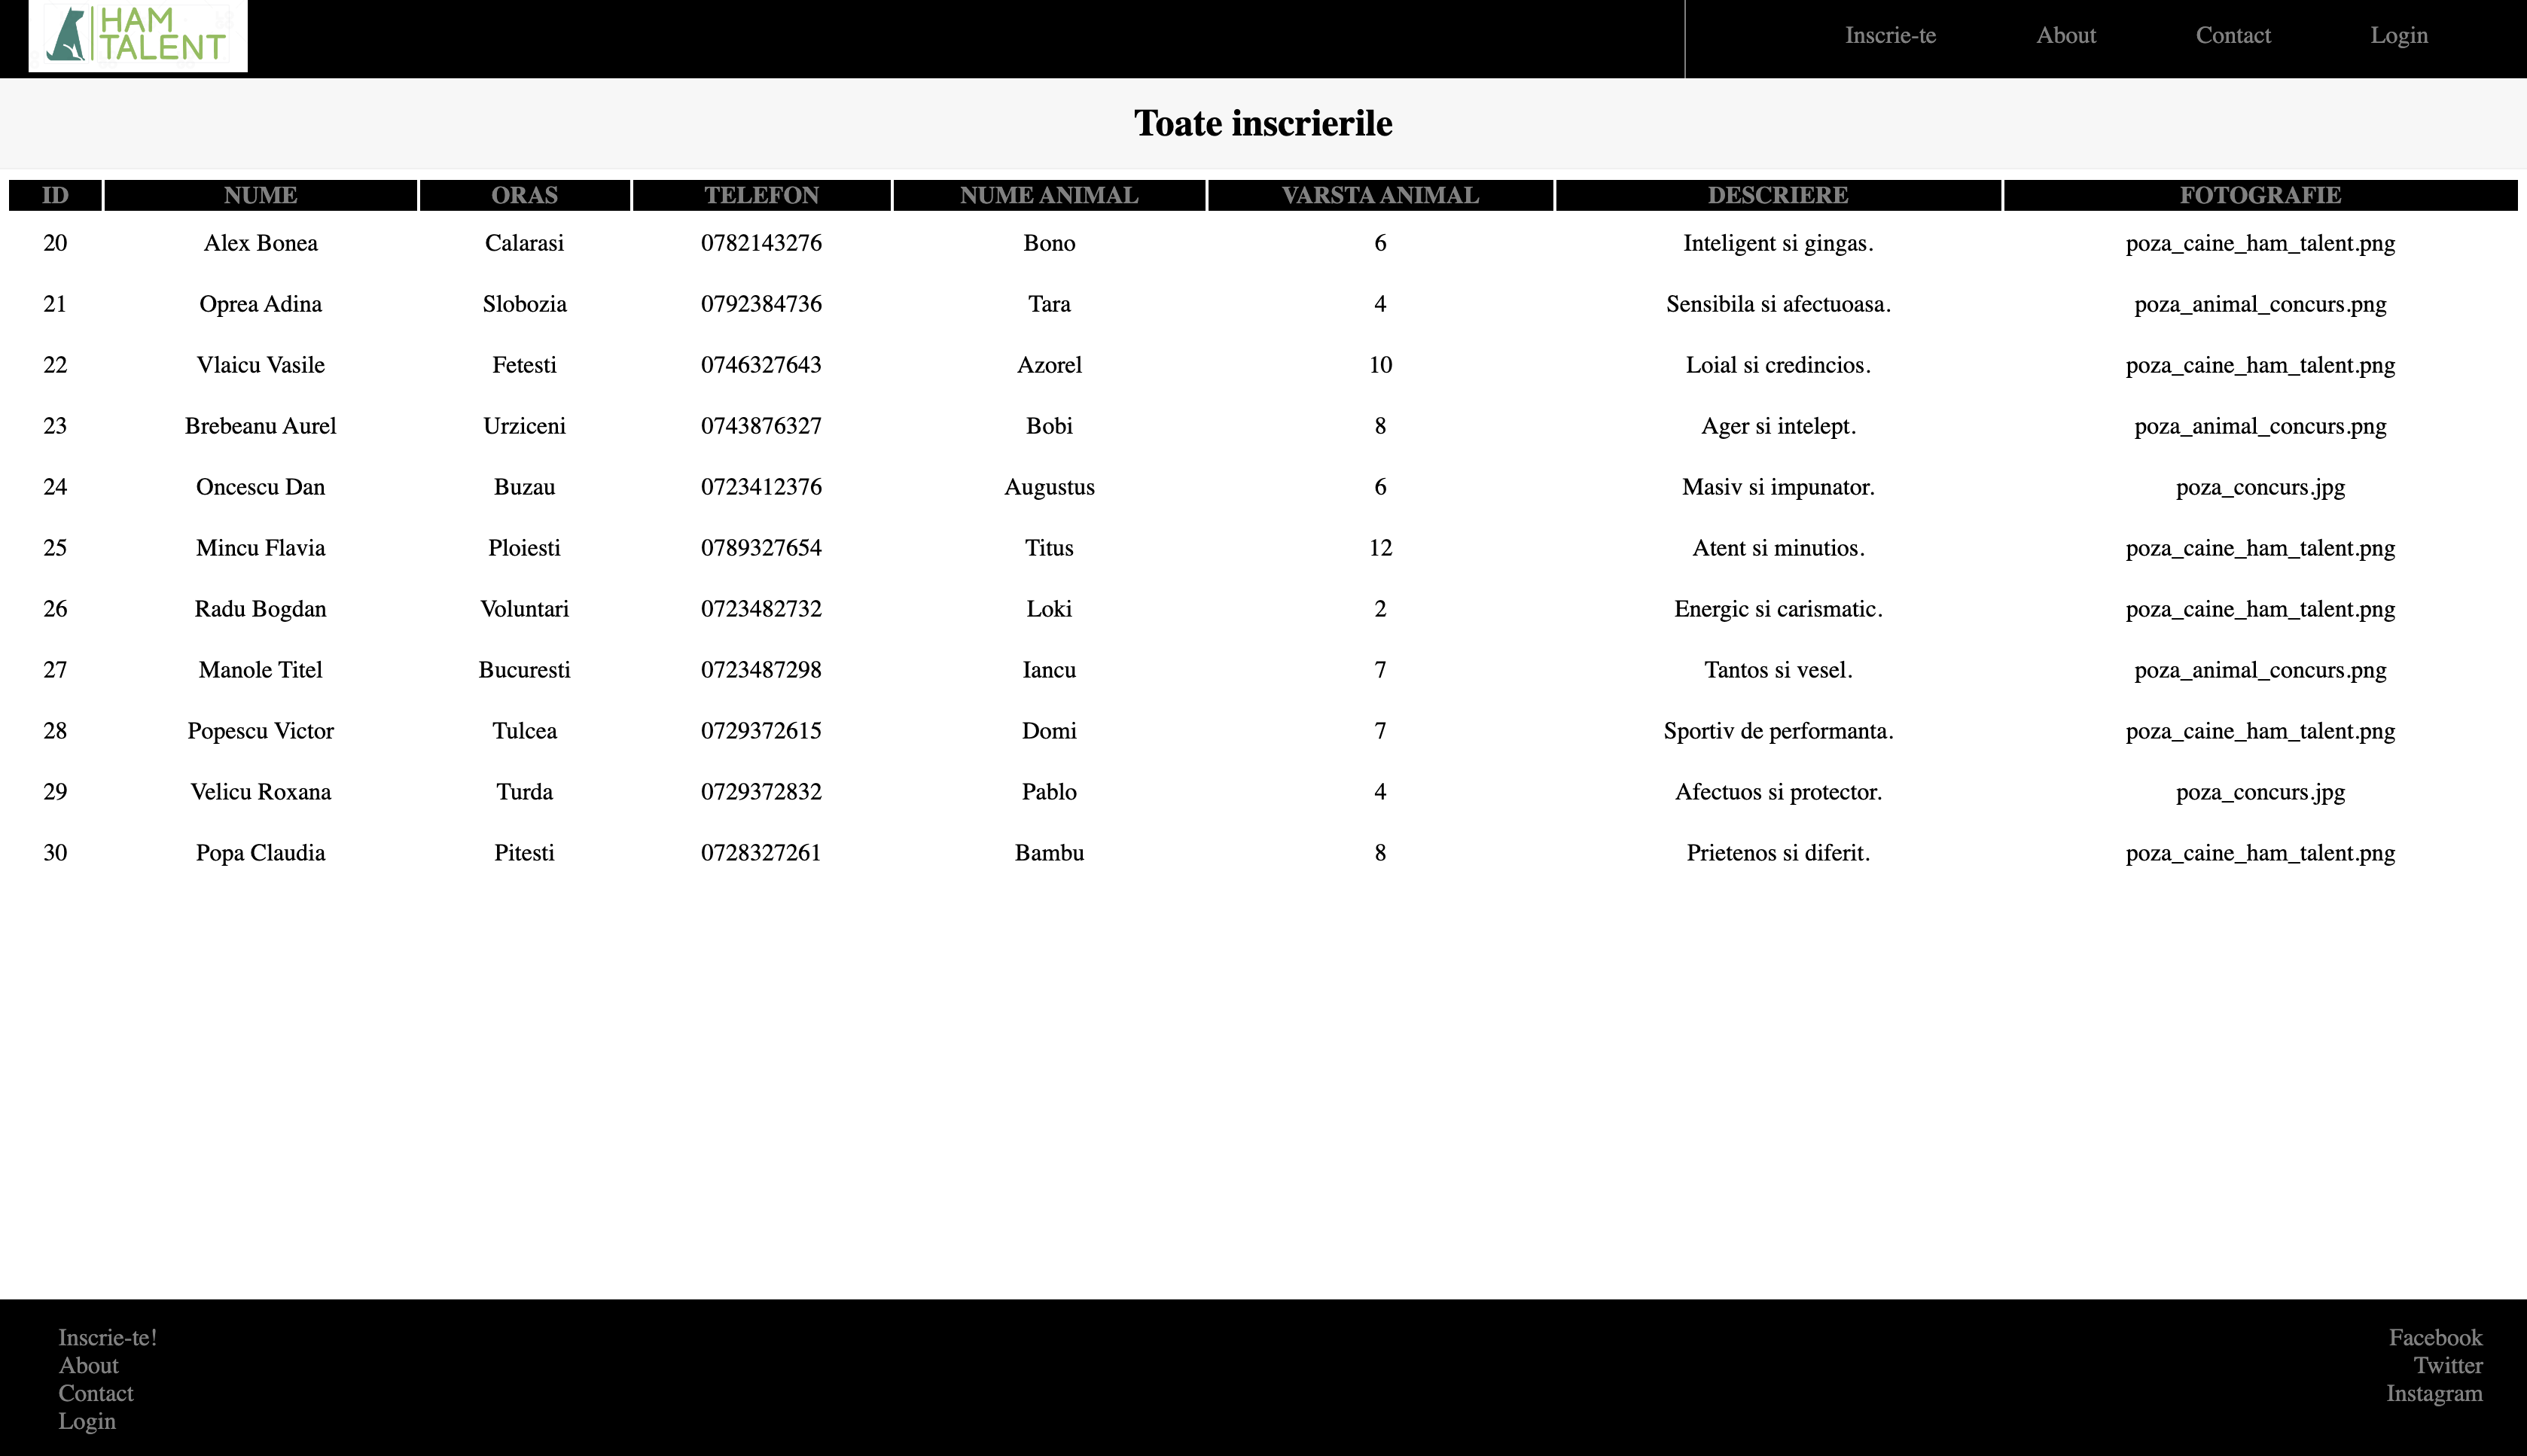 HAM
TALENT
Inscrie-te About Contact Login
Toate inscrierile
ID NUME ORAS TELEFON NUME ANIMAL VARSTA ANIMAL DESCRIERE FOTOGRAFIE
20 Alex Bonea Calarasi 0782143276 Bono 6 Inteligent si gingas. poza_caine_ham_talent.png
21 Oprea Adina Slobozia 0792384736 Tara 4 Sensibila si afectuoasa. poza_animal_concurs.png
22 Vlaicu Vasile Fetesti 0746327643 Azorel 10 Loial si credincios. poza_caine_ham_talent.png
23 Brebeanu Aurel Urziceni 0743876327 Bobi 8 Ager si intelept. poza_animal_concurs.png
24 Oncescu Dan Buzau 0723412376 Augustus 6 Masiv si impunator. poza_concurs.jpg
25 Mincu Flavia Ploiesti 0789327654 Titus 12 Atent si minutios. poza_caine_ham_talent.png
26 Radu Bogdan Voluntari 0723482732 Loki 2 Energic si carismatic. poza_caine_ham_talent.png
27 Manole Titel Bucuresti 0723487298 Iancu 7 Tantos si vesel. poza_animal_concurs.png
28 Popescu Victor Tulcea 0729372615 Domi 7 Sportiv de performanta. poza_caine_ham_talent.png
29 Velicu Roxana Turda 0729372832 Pablo 4 Afectuos si protector. poza_concurs.jpg
30 Popa Claudia Pitesti 0728327261 Bambu 8 Prietenos si diferit. poza_caine_ham_talent.png
Inscrie-te! Facebook
About Twitter
Contact Instagram
Login